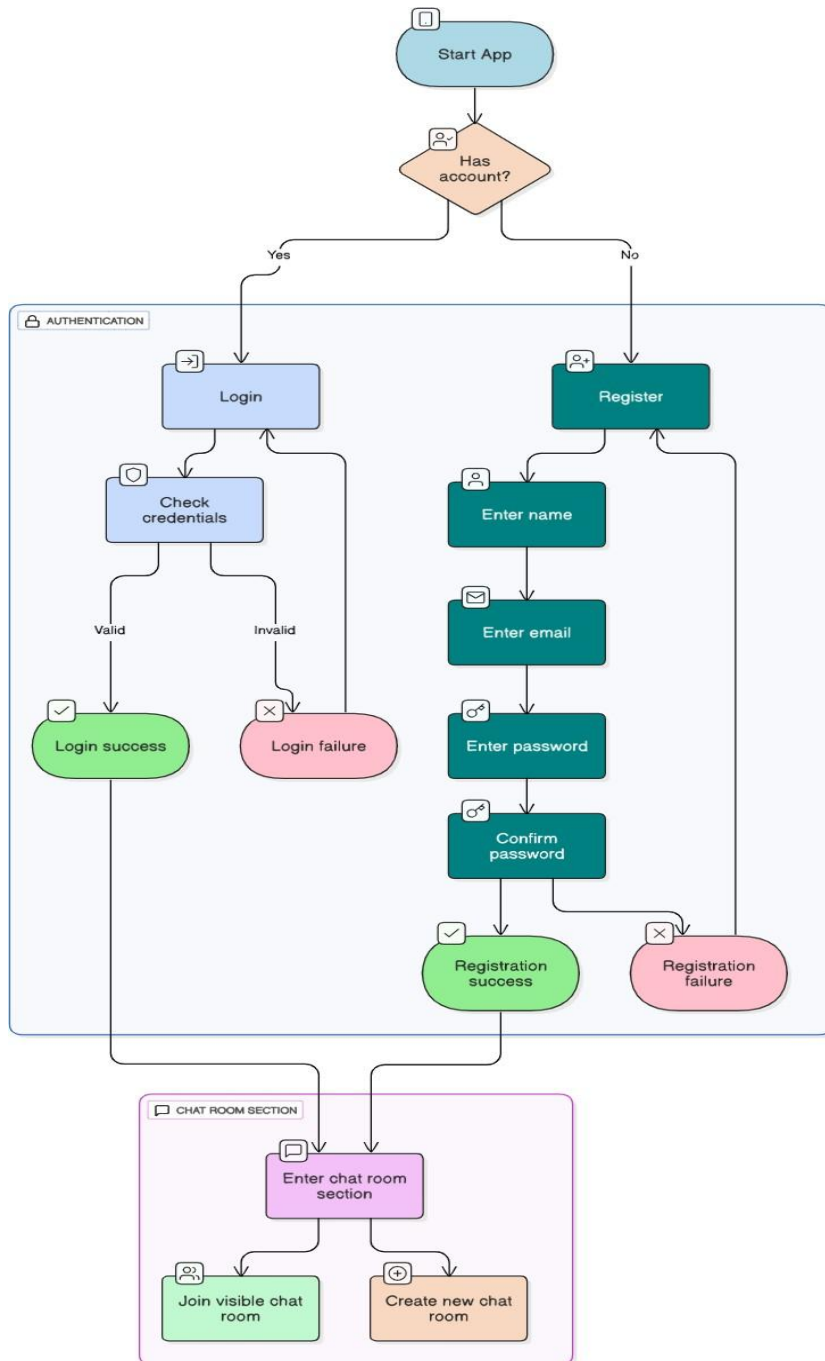 Start App
Has
account?
Yes
No
AUTHENTICATION
Login
Register
Check
credentials
Enter name
Valid
Invalid
Enter email
Login success
Login failure
Enter password
Confirm
password
Registration
success
Registration
failure
CHAT ROOM SECTION
Enter chat room
section
Join visible chat
room
Create new chat
room